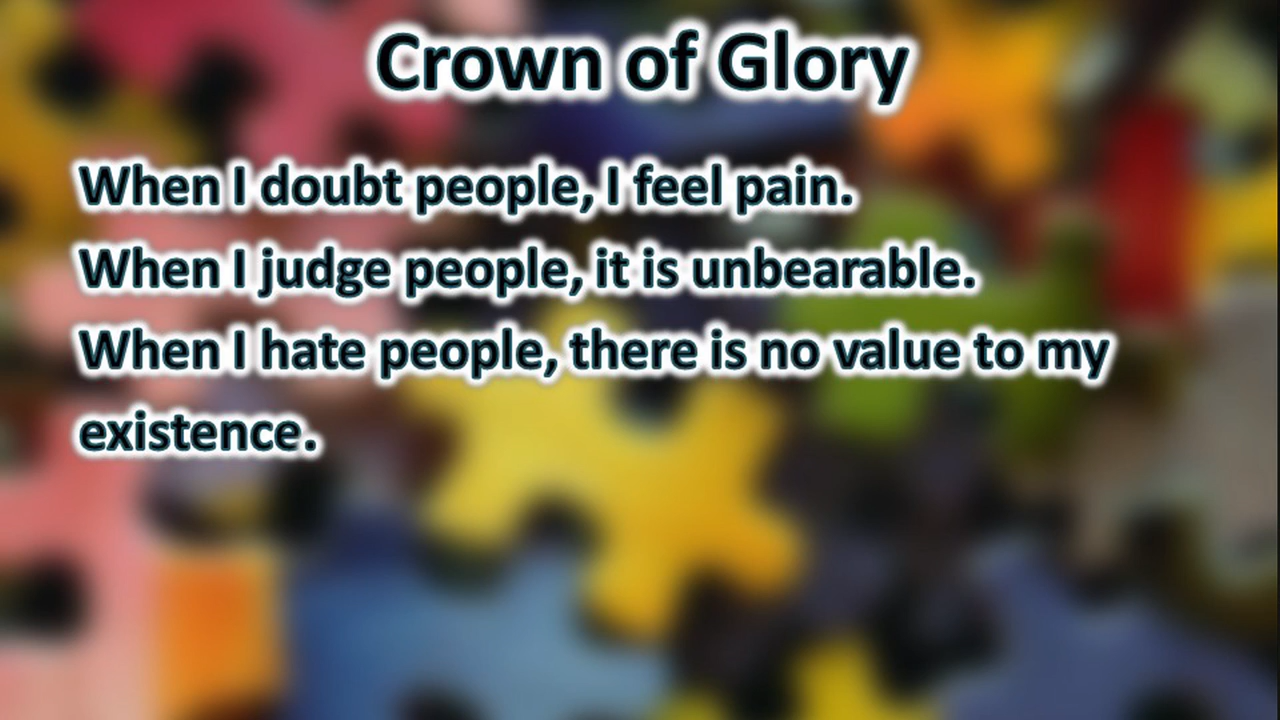 Crown of Glory
When I doubt people, I feel pain.
When I judge people, it is unbearable.
When I hate people, there is no value to my
existence.